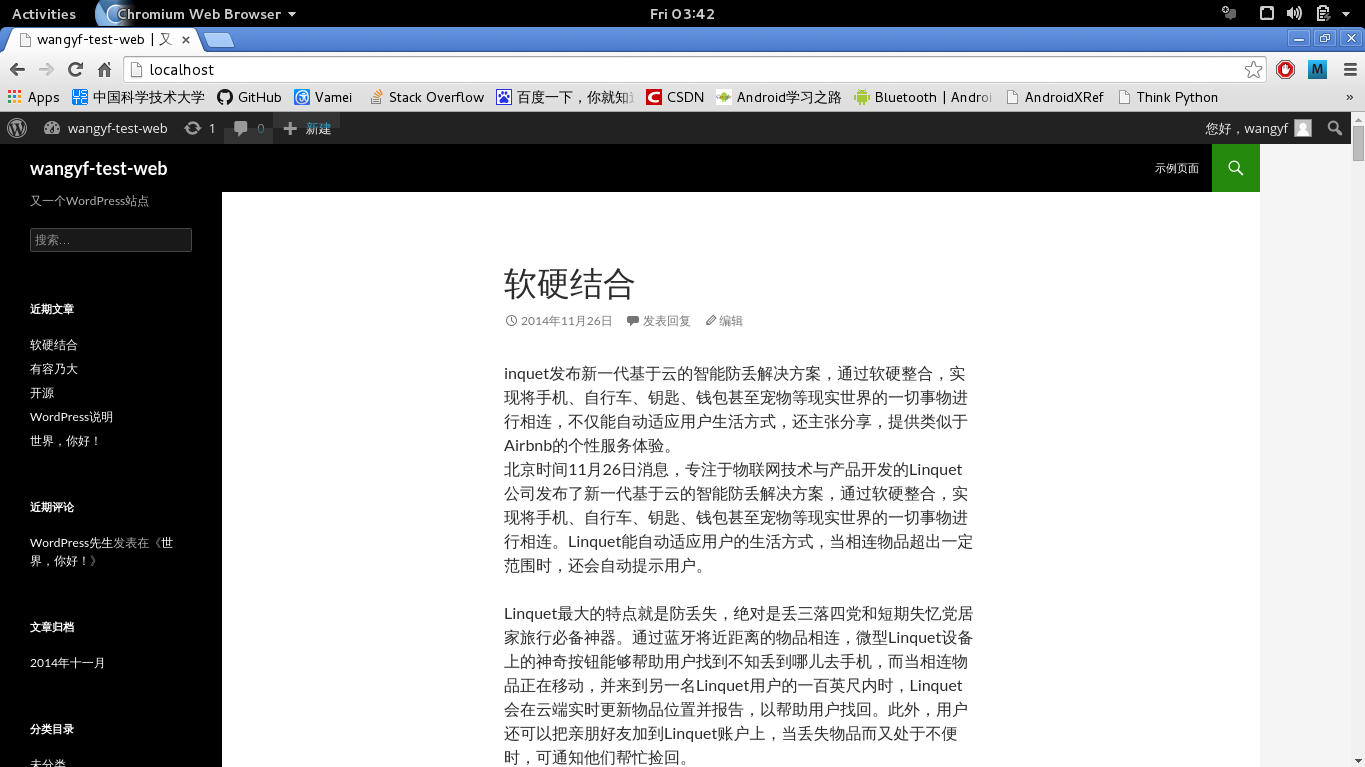 Activities
Chromium Web Browser
Fri 03:42
wangyf-test-web | 又
localhost
Apps
中国科学技术大学
GitHub
Vamei
Stack Overflow
百度一下，你就知道
CSDN
Android学习之路
Bluetooth | Androi
AndroidXRef
Think Python
»
wangyf-test-web
1
0
新建
您好，wangyf
wangyf-test-web
示例页面
又一个WordPress站点
搜索…
近期文章
软硬结合
有容乃大
开源
WordPress说明
世界，你好！
近期评论
WordPress先生发表在《世
界，你好！》
文章归档
2014年十一月
分类目录
未分类
软硬结合
2014年11月26日
发表回复
编辑
inquet发布新一代基于云的智能防丢解决方案，通过软硬整合，实
现将手机、自行车、钥匙、钱包甚至宠物等现实世界的一切事物进
行相连，不仅能自动适应用户生活方式，还主张分享，提供类似于
Airbnb的个性服务体验。
北京时间11月26日消息，专注于物联网技术与产品开发的Linquet
公司发布了新一代基于云的智能防丢解决方案，通过软硬整合，实
现将手机、自行车、钥匙、钱包甚至宠物等现实世界的一切事物进
行相连。Linquet能自动适应用户的生活方式，当相连物品超出一定
范围时，还会自动提示用户。
Linquet最大的特点就是防丢失，绝对是丢三落四党和短期失忆党居
家旅行必备神器。通过蓝牙将近距离的物品相连，微型Linquet设备
上的神奇按钮能够帮助用户找到不知丢到哪儿去手机，而当相连物
品正在移动，并来到另一名Linquet用户的一百英尺内时，Linquet
会在云端实时更新物品位置并报告，以帮助用户找回。此外，用户
还可以把亲朋好友加到Linquet账户上，当丢失物品而又处于不便
时，可通知他们帮忙捡回。